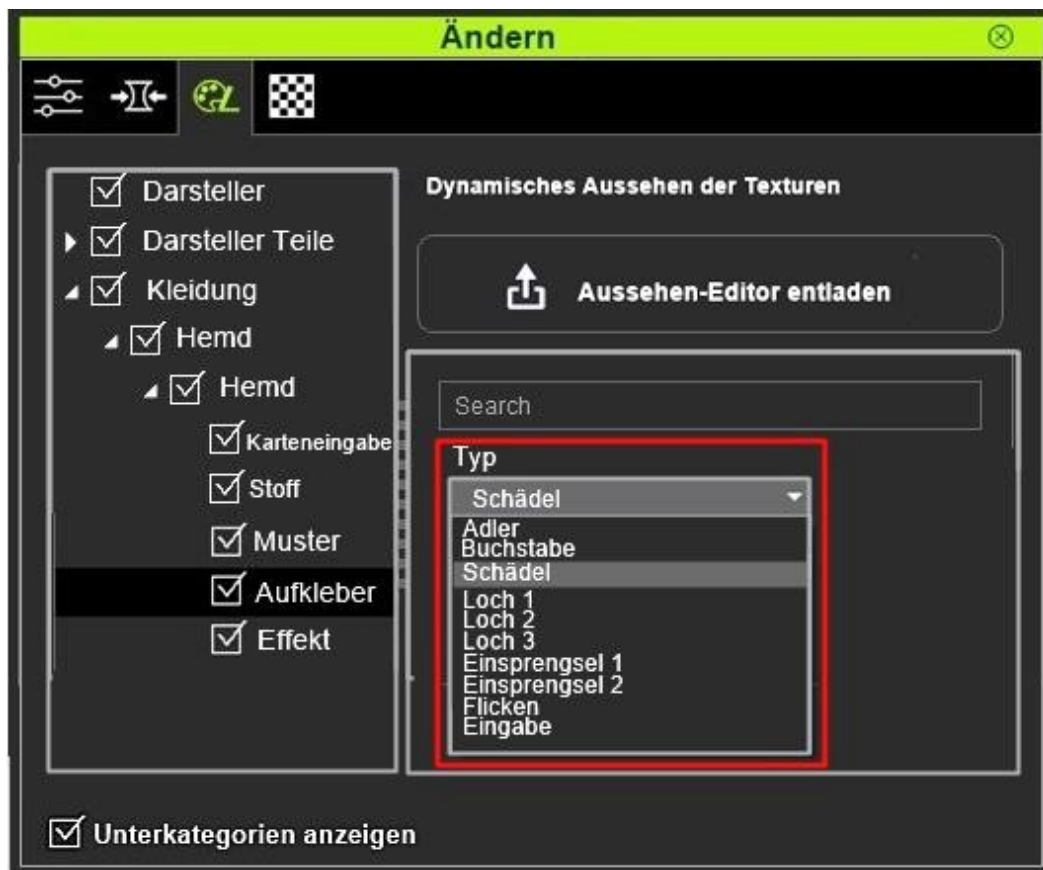 Ändern
Darsteller
Darsteller Teile
Kleidung
Hemd
Hemd
Karteneingabe
Stoff
Muster
Aufkleber
Effekt
Dynamisches Aussehen der Texturen
Aussehen-Editor entladen
Search
Typ
Schädel
Adler
Buchstabe
Schädel
Loch 1
Loch 2
Loch 3
Einsprengsel 1
Einsprengsel 2
Flicken
Eingabe
Unterkategorien anzeigen